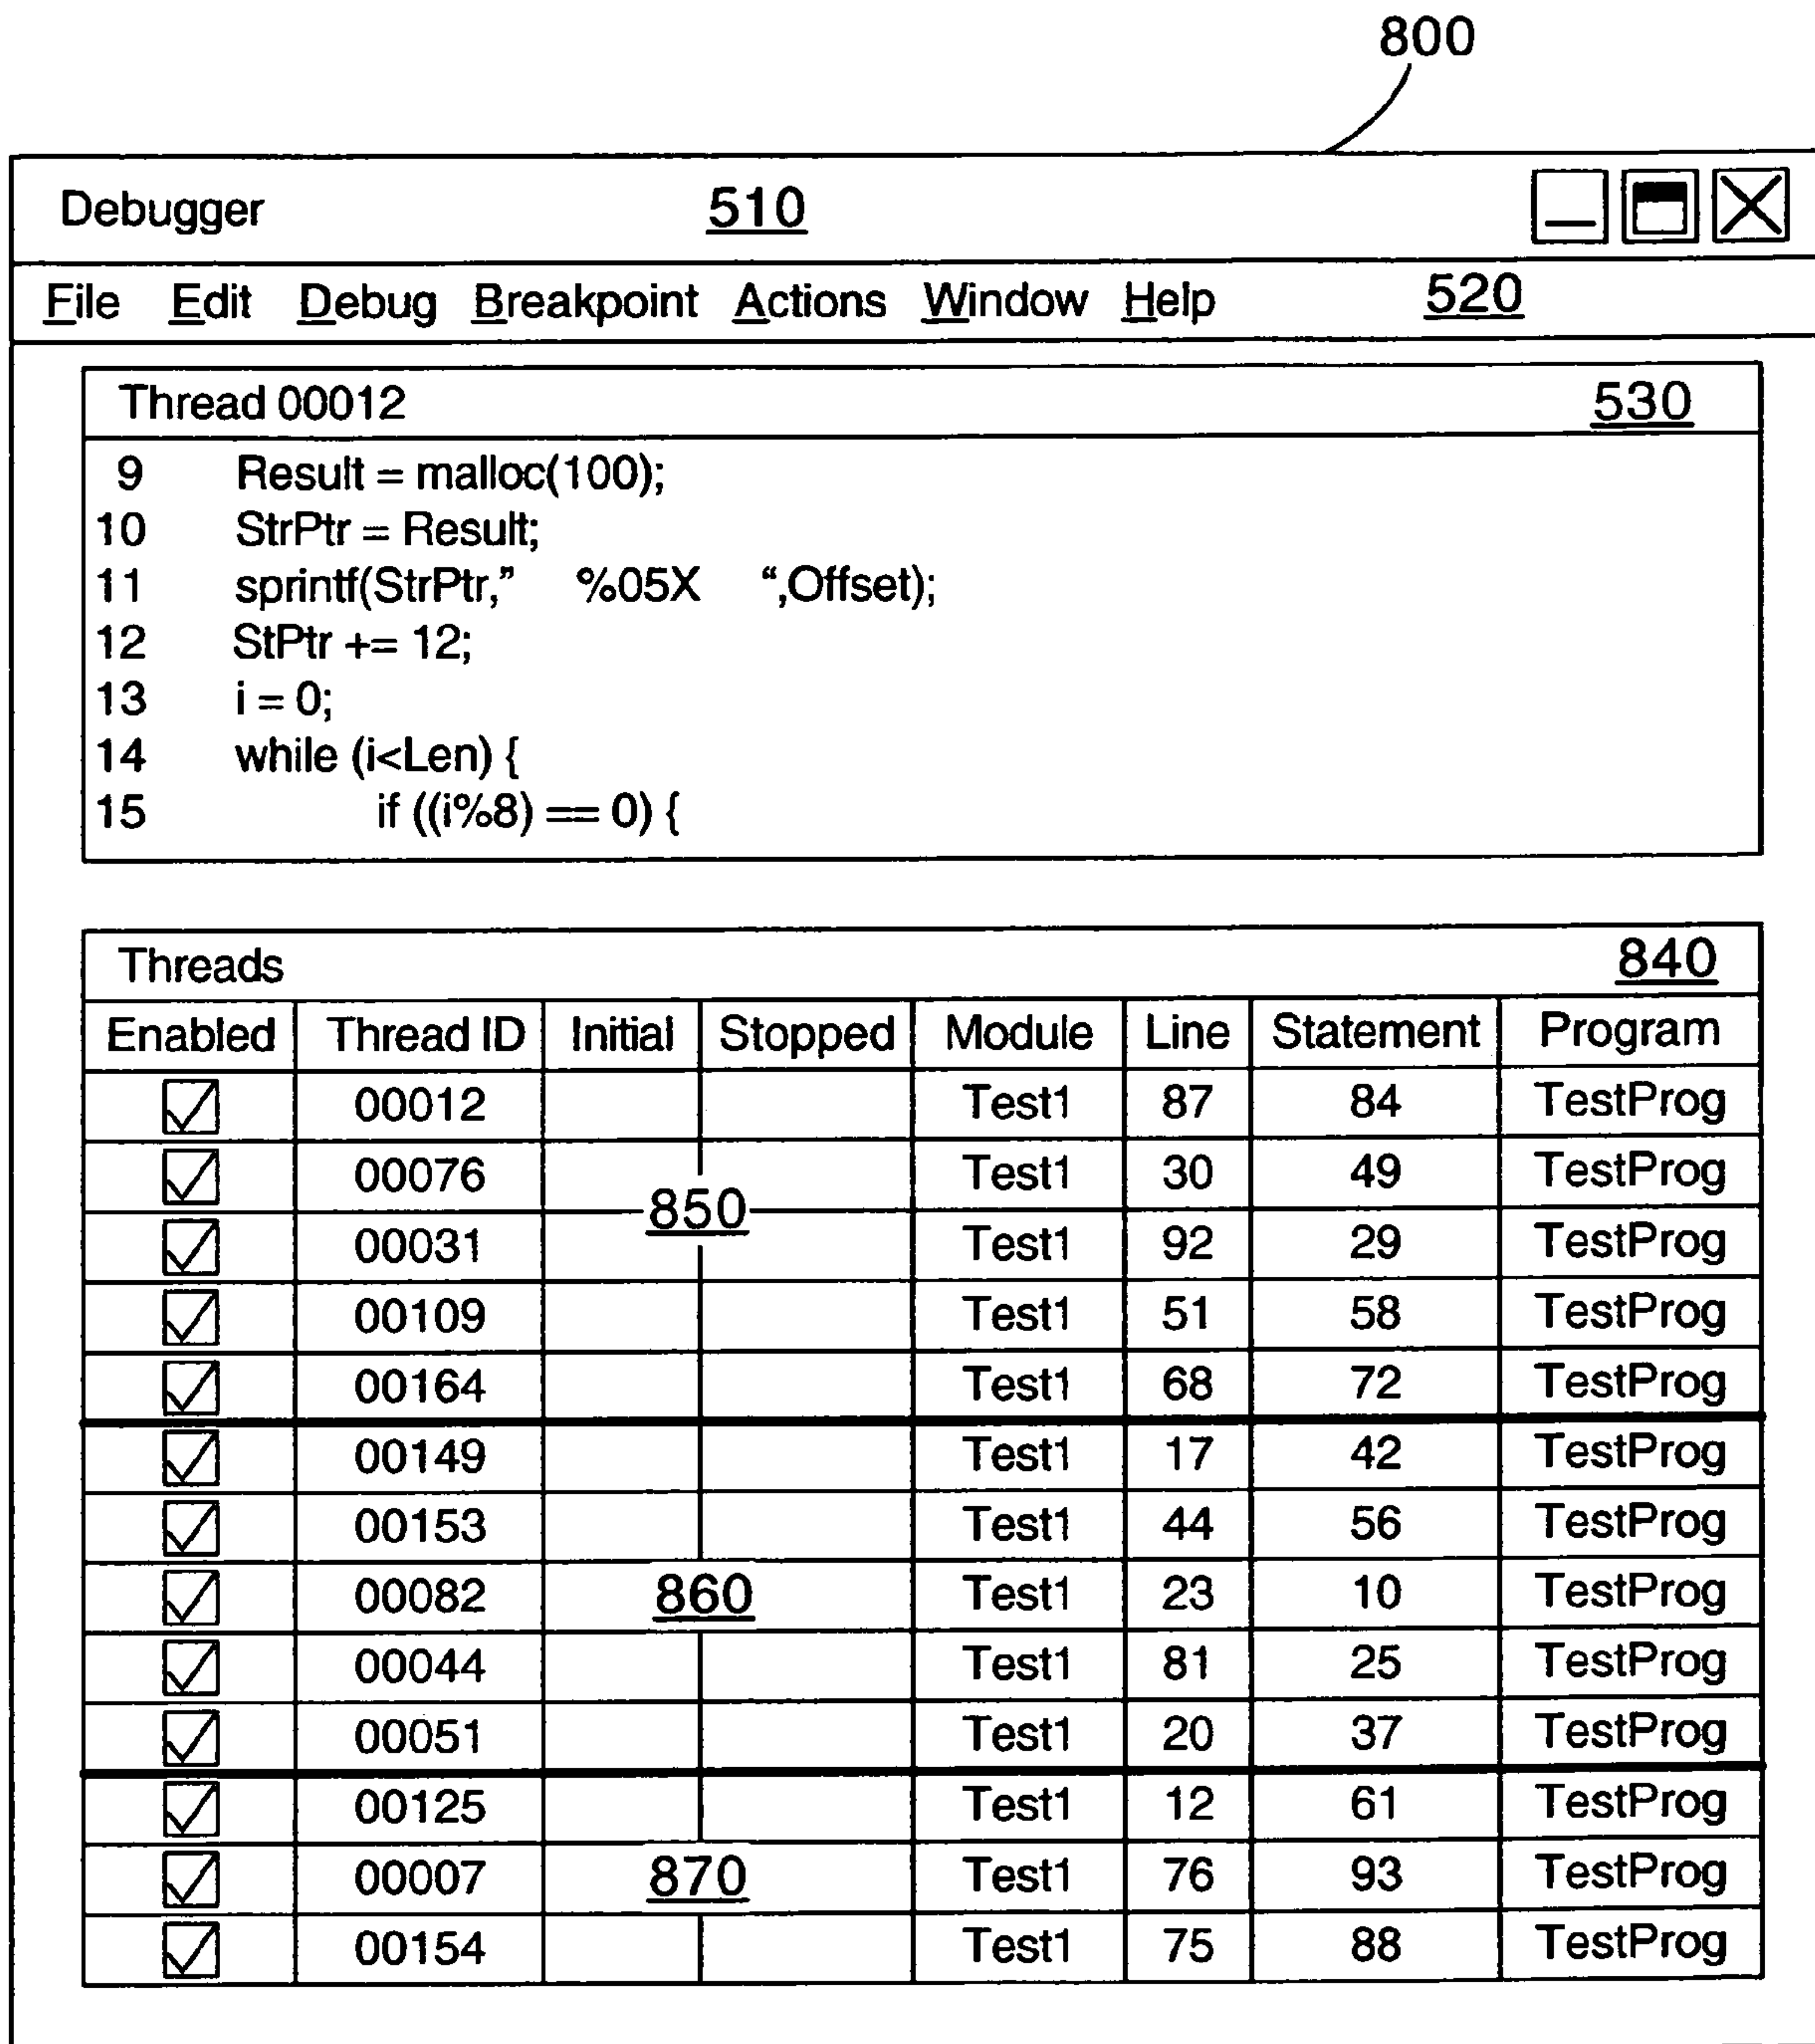 800
Debugger 510
File Edit Debug Breakpoint Actions Window Help 520
Thread 00012 530
9 Result = malloc(100);
10 StrPtr = Result;
11 sprintf(StrPtr,” %05X “,Offset);
12 StPtr += 12;
13 i = 0;
14 while (i<Len) {
15 if ((i%8) == 0) {
Threads 840
Enabled Thread ID Initial Stopped Module Line Statement Program
00012 Test1 87 84 TestProg
00076 Test1 30 49 TestProg
850
00031 Test1 92 29 TestProg
00109 Test1 51 58 TestProg
00164 Test1 68 72 TestProg
00149 Test1 17 42 TestProg
00153 Test1 44 56 TestProg
00082 860 Test1 23 10 TestProg
00044 Test1 81 25 TestProg
00051 Test1 20 37 TestProg
00125 Test1 12 61 TestProg
00007 870 Test1 76 93 TestProg
00154 Test1 75 88 TestProg